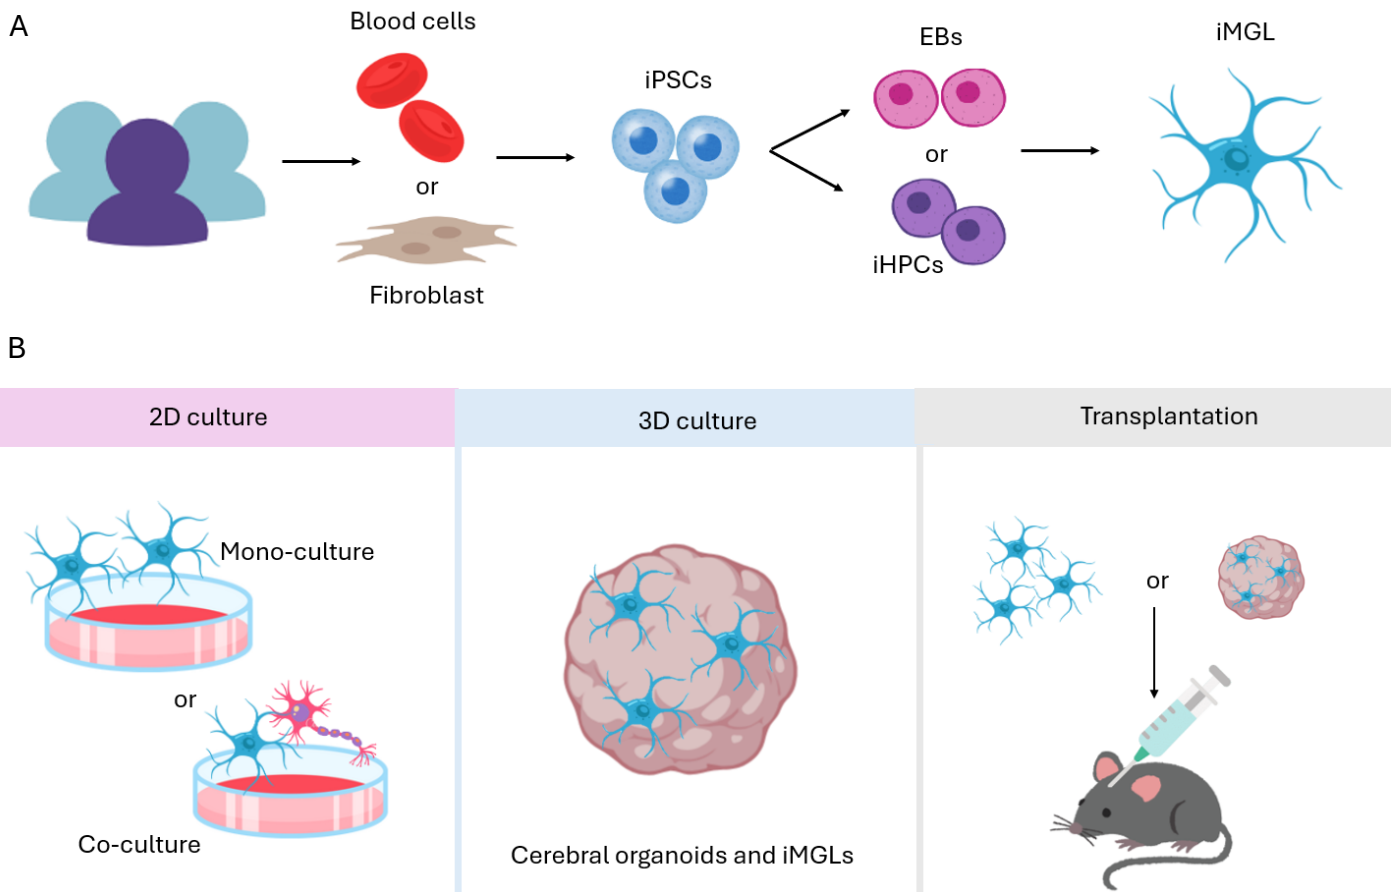 A
Blood cells
or
Fibroblast
iPSCs
EBs
or
iHPCs
iMGL
B
2D culture
3D culture
Transplantation
Mono-culture
or
Co-culture
Cerebral organoids and iMGLs
or